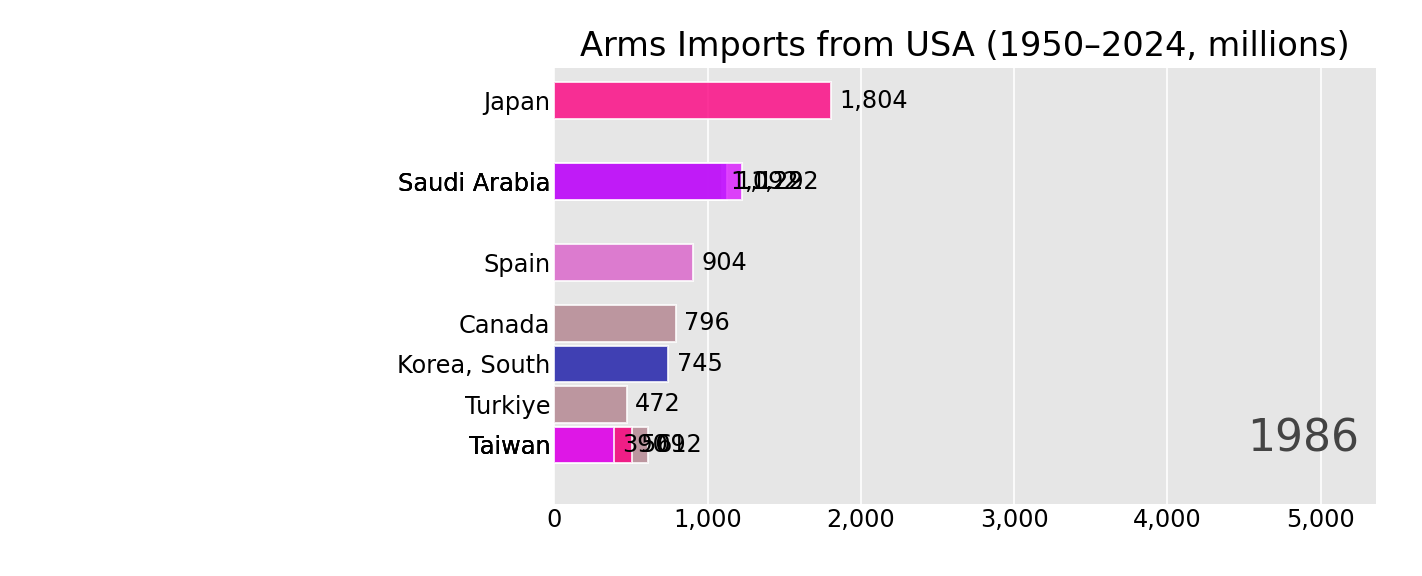 Arms Imports from USA (1950–2024, millions)
Japan 1,804
Saudi Arabia
Spain 904
Canada 796
Korea, South 745
Turkiye 472
Taiwan
1986
0 1,000 2,000 3,000 4,000 5,000